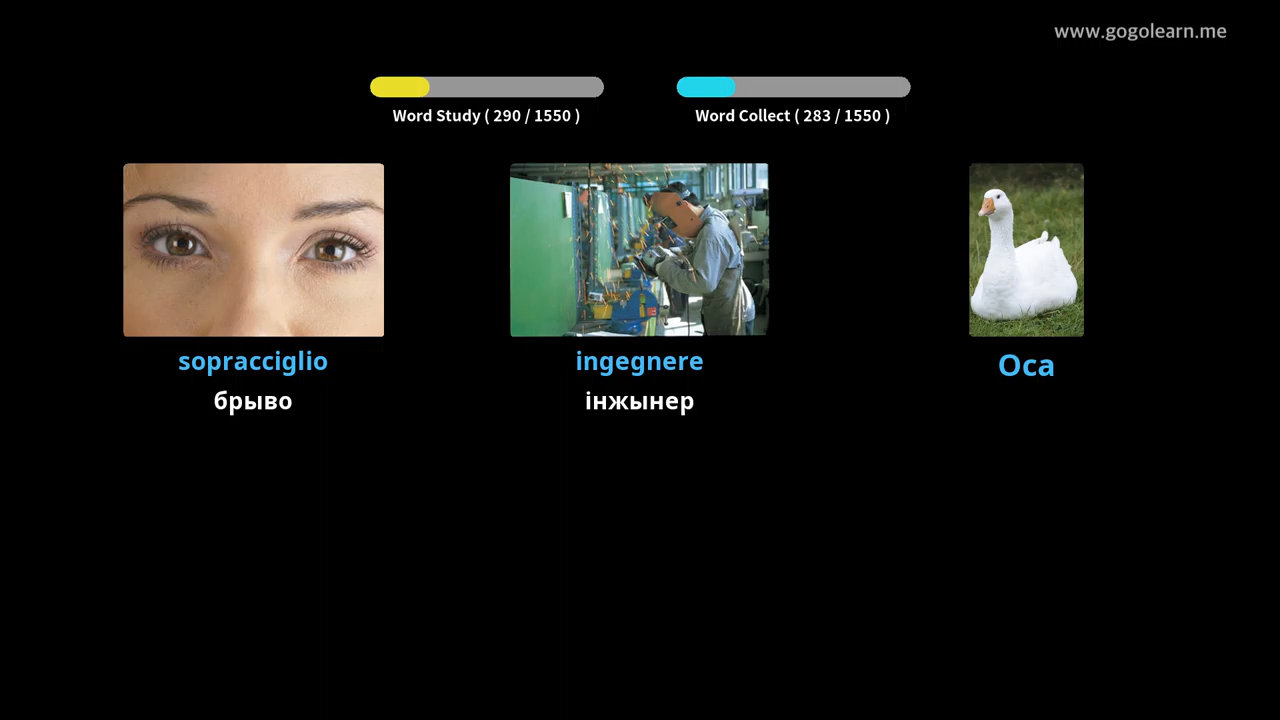 www.gogolearn.me
Word Study ( 290 / 1550 )
Word Collect ( 283 / 1550 )
sopracciglio
брыво
ingegnere
інжынер
Oca